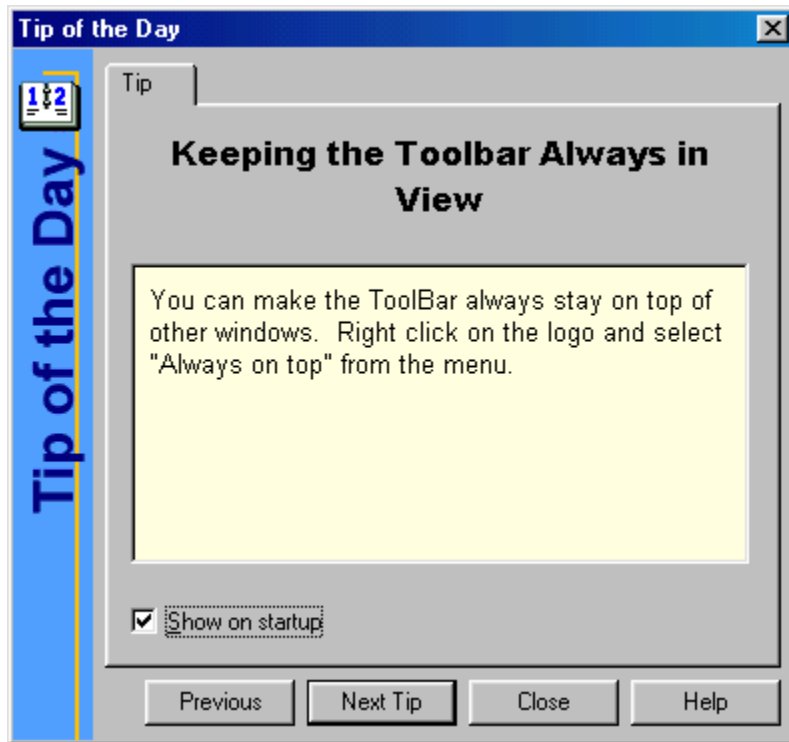 Tip of the Day
1 2
Tip of the Day
Tip
Keeping the Toolbar Always in
View
You can make the ToolBar always stay on top of
other windows.  Right click on the logo and select
"Always on top" from the menu.
Show on startup
Previous
Next Tip
Close
Help